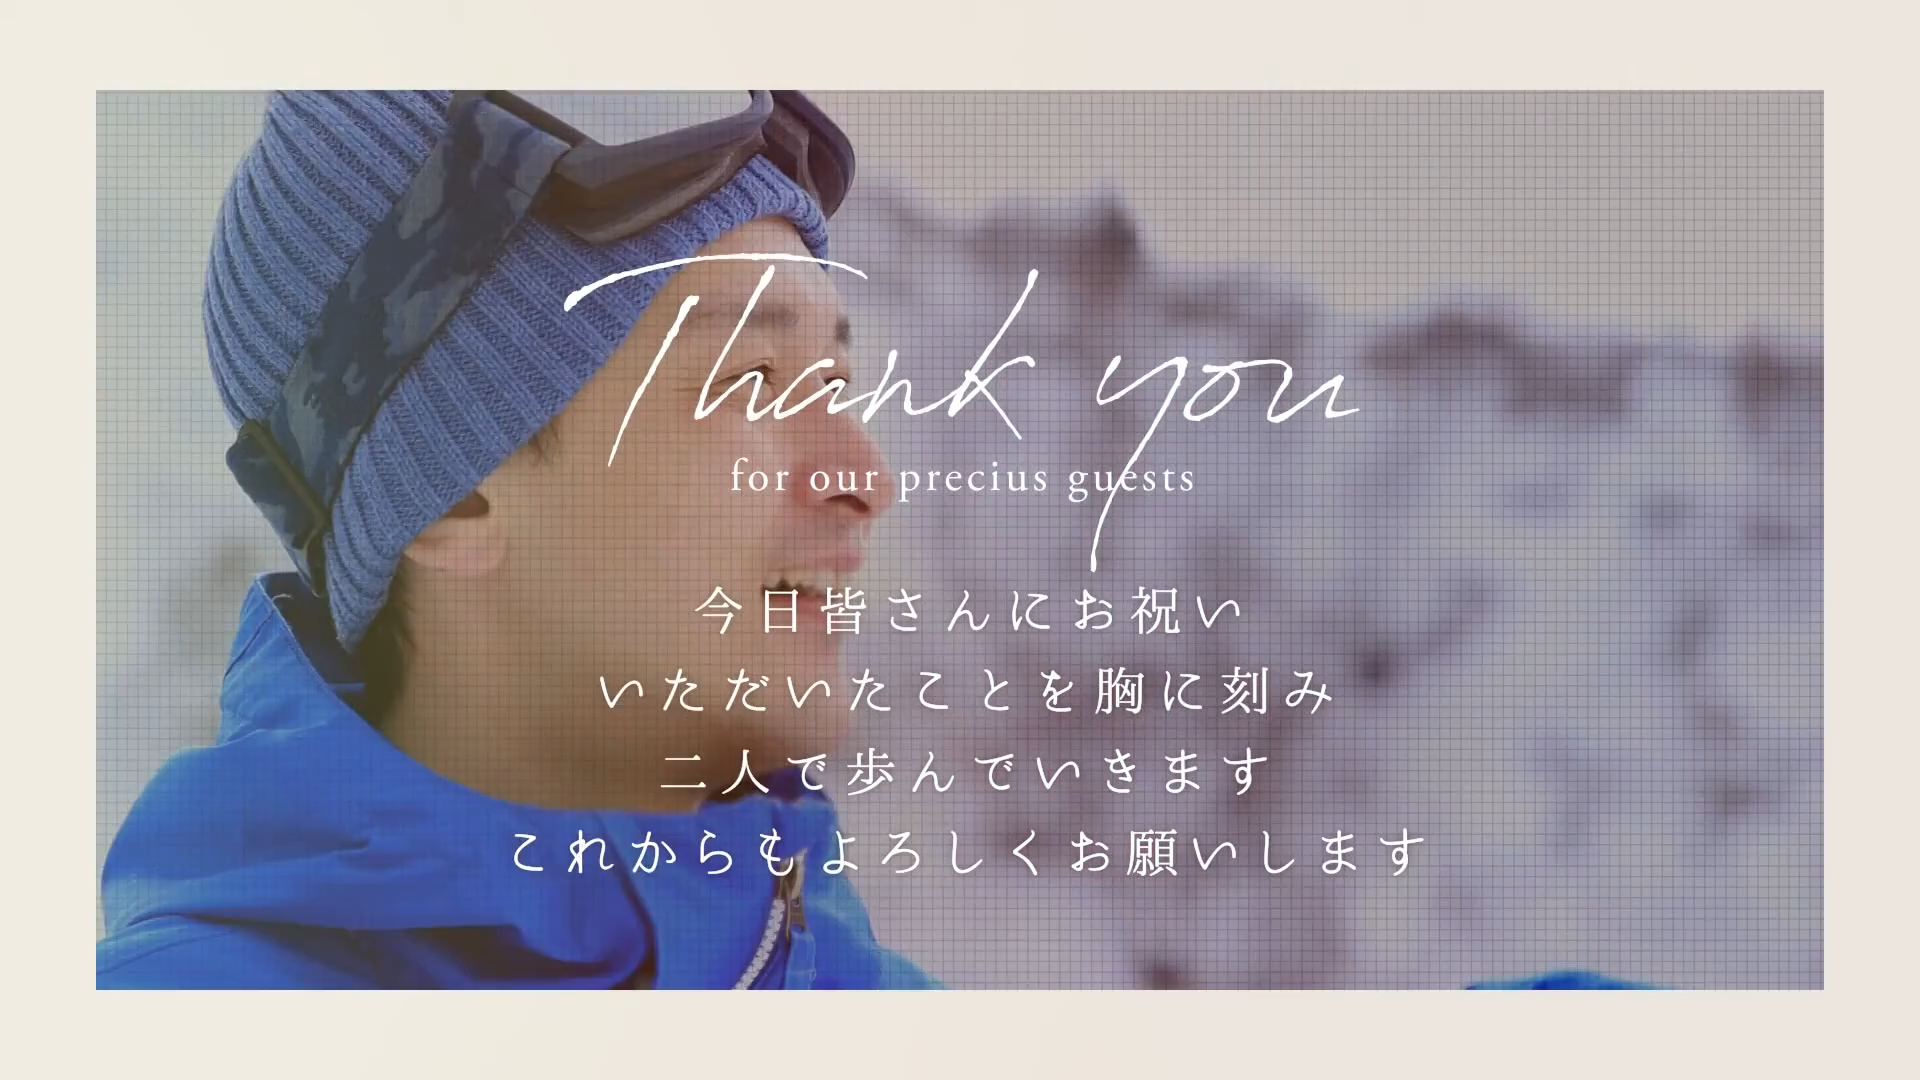 Thank you
for our precius guests
今日皆さんにお祝い
いただいたことを胸に刻み
二人で歩んでいきます
これからもよろしくお願いします